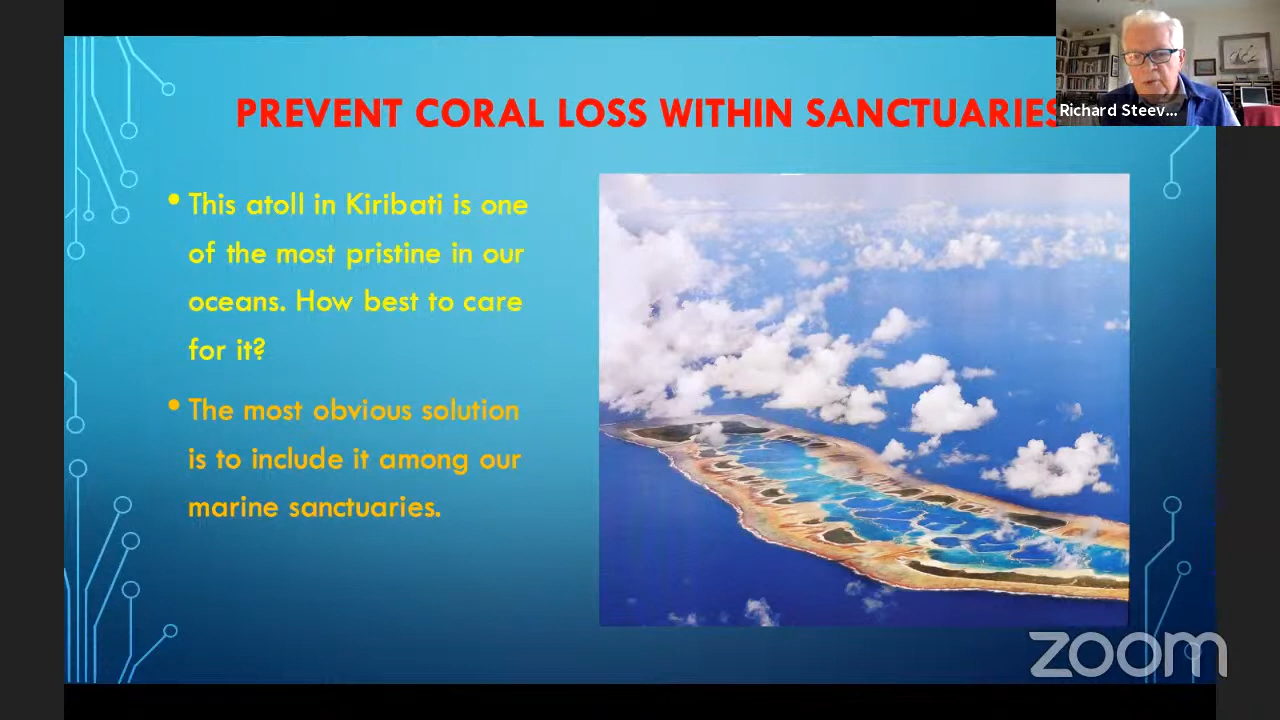 PREVENT CORAL LOSS WITHIN SANCTUARIES
Richard Steev...
This atoll in Kiribati is one
of the most pristine in our
oceans. How best to care
for it?
The most obvious solution
is to include it among our
marine sanctuaries.
zoom